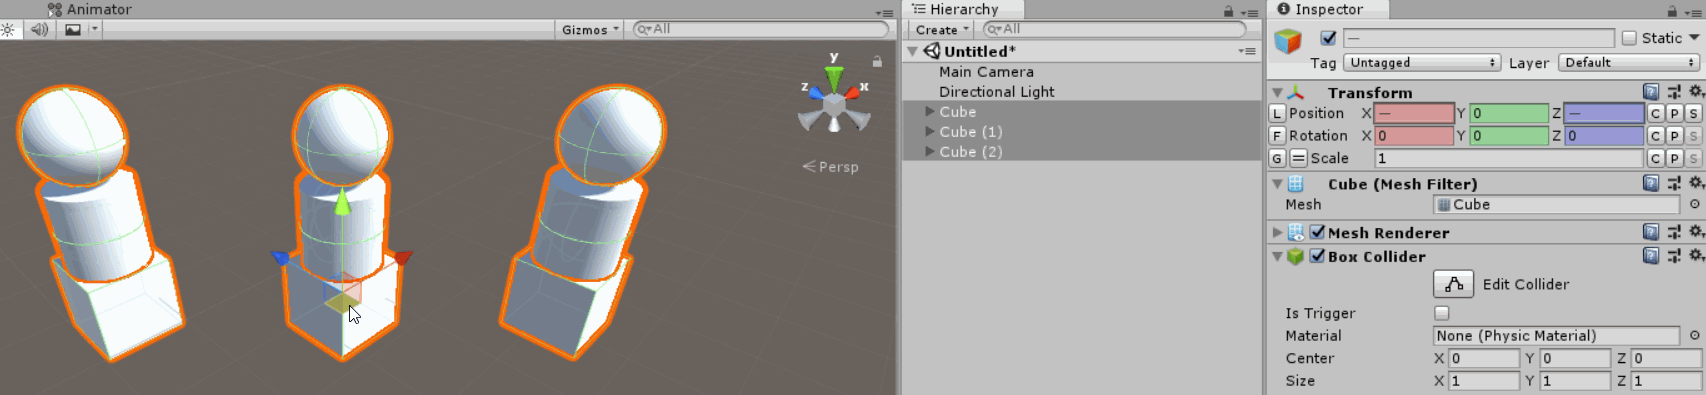 Animator
Gizmos All
y
z x
Persp
Hierarchy
Create All
Untitled*
Main Camera
Directional Light
Cube
Cube (1)
Cube (2)
Inspector
— Static
Tag Untagged Layer Default
Transform
L Position X — Y 0 Z — C P S
F Rotation X 0 Y 0 Z 0 C P S
G = Scale 1 C P S
Cube (Mesh Filter)
Mesh Cube
Mesh Renderer
Box Collider
Edit Collider
Is Trigger
Material None (Physic Material)
Center X 0 Y 0 Z 0
Size X 1 Y 1 Z 1